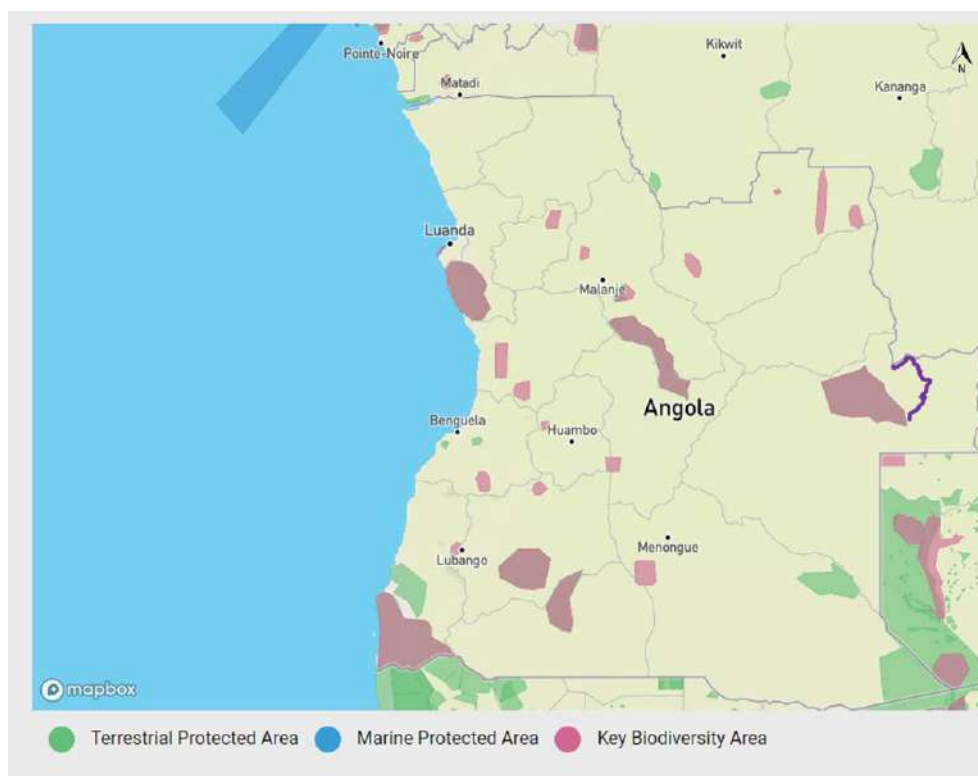 Pointe-Noire
Kikwit
N
Matadi
Kananga
Luanda
Malanje
Angola
Benguela
Huambo
Menongue
Lubango
mapbox
Terrestrial Protected Area
Marine Protected Area
Key Biodiversity Area